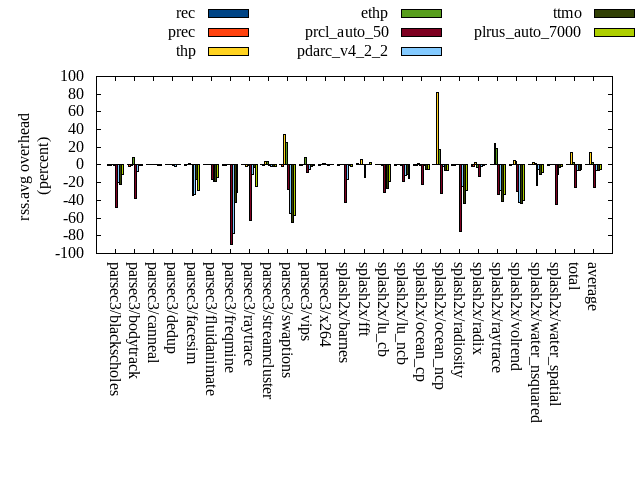 rec ethp ttmo
prec prcl_auto_50 plrus_auto_7000
thp pdarc_v4_2_2
rss.avg overhead
(percent)
100
80
60
40
20
0
-20
-40
-60
-80
-100
parsec3/blackscholes
parsec3/bodytrack
parsec3/canneal
parsec3/dedup
parsec3/facesim
parsec3/fluidanimate
parsec3/freqmine
parsec3/raytrace
parsec3/streamcluster
parsec3/swaptions
parsec3/vips
parsec3/x264
splash2x/barnes
splash2x/fft
splash2x/lu_cb
splash2x/lu_ncb
splash2x/ocean_cp
splash2x/ocean_ncp
splash2x/radiosity
splash2x/radix
splash2x/raytrace
splash2x/volrend
splash2x/water_nsquared
splash2x/water_spatial
total
average